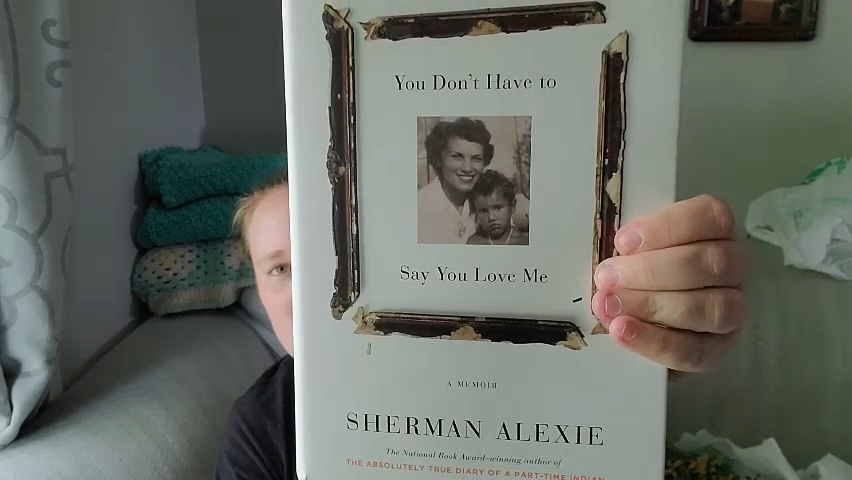 You Don't Have to
Say You Love Me
A MEMOIR
SHERMAN ALEXIE
The National Book Award–winning author of
THE ABSOLUTELY TRUE DIARY OF A PART-TIME INDIAN